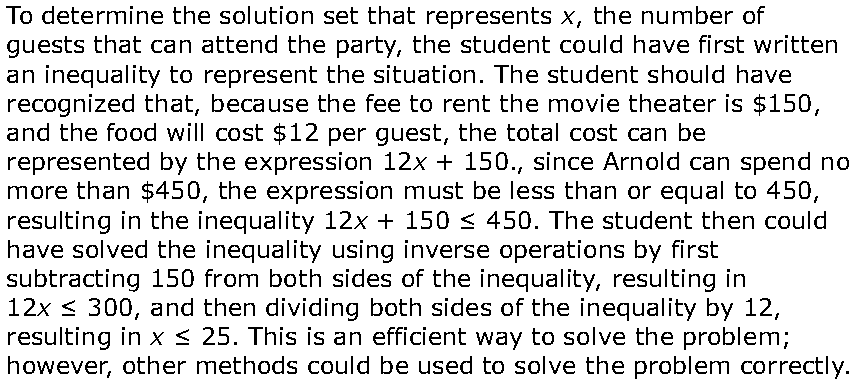 To determine the solution set that represents x, the number of
guests that can attend the party, the student could have first written
an inequality to represent the situation. The student should have
recognized that, because the fee to rent the movie theater is $150,
and the food will cost $12 per guest, the total cost can be
represented by the expression 12x + 150., since Arnold can spend no
more than $450, the expression must be less than or equal to 450,
resulting in the inequality 12x + 150 ≤ 450. The student then could
have solved the inequality using inverse operations by first
subtracting 150 from both sides of the inequality, resulting in
12x ≤ 300, and then dividing both sides of the inequality by 12,
resulting in x ≤ 25. This is an efficient way to solve the problem;
however, other methods could be used to solve the problem correctly.